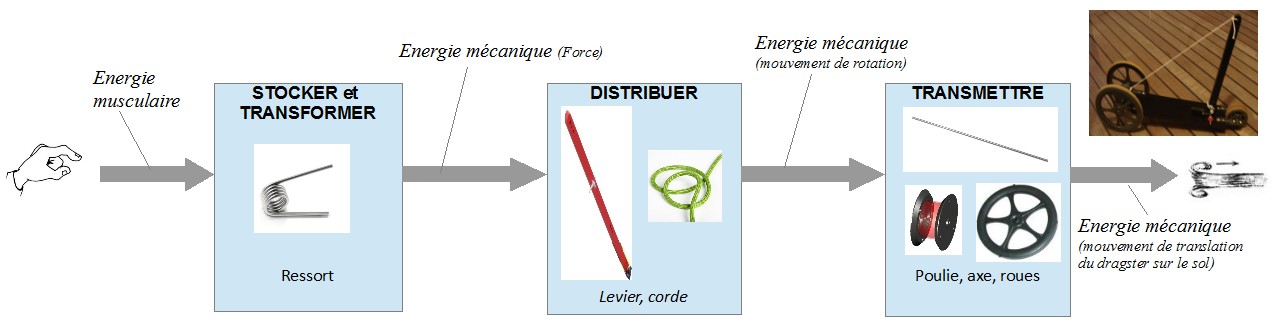 Energie
musculaire
STOCKER et
TRANSFORMER
Ressort
Energie mécanique (Force)
DISTRIBUER
Levier, corde
Energie mécanique
(mouvement de rotation)
TRANSMETTRE
Poulie, axe, roues
Energie mécanique
(mouvement de translation
du dragster sur le sol)